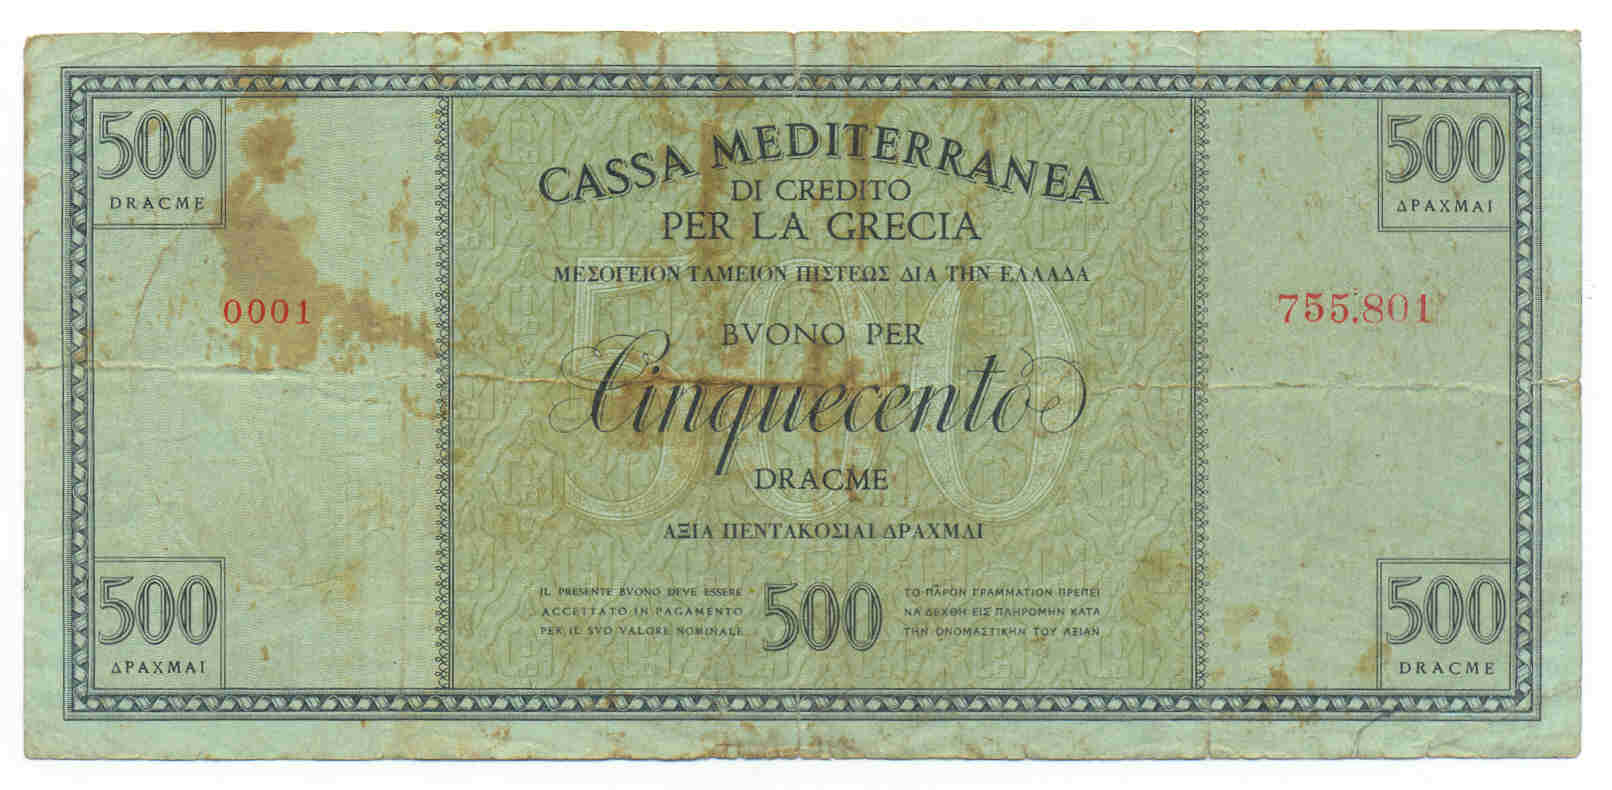 500
DRACME
500
ΔΡΑΧΜΑΙ
CASSA MEDITERRANEA
DI CREDITO
PER LA GRECIA
ΜΕΣΟΓΕΙΟΝ ΤΑΜΕΙΟΝ ΠΙΣΤΕΩΣ ΔΙΑ ΤΗΝ ΕΛΛΑΔΑ
0001
755.801
BVONO PER
500
Cinquecento
DRACME
ΑΞΙΑ ΠΕΝΤΑΚΟΣΙΑΙ ΔΡΑΧΜΑΙ
IL PRESENTE BVONO DEVE ESSERE
ACCETTATO IN PAGAMENTO
PER IL SVO VALORE NOMINALE
500
ΤΟ ΠΑΡΟΝ ΓΡΑΜΜΑΤΙΟΝ ΠΡΕΠΕΙ
ΝΑ ΔΕΧΘΗ ΕΙΣ ΠΛΗΡΟΜΗΝ ΚΑΤΑ
ΤΗΝ ΟΝΟΜΑΣΤΙΚΗΝ ΤΟΥ ΑΞΙΑΝ
500
ΔΡΑΧΜΑΙ
500
DRACME